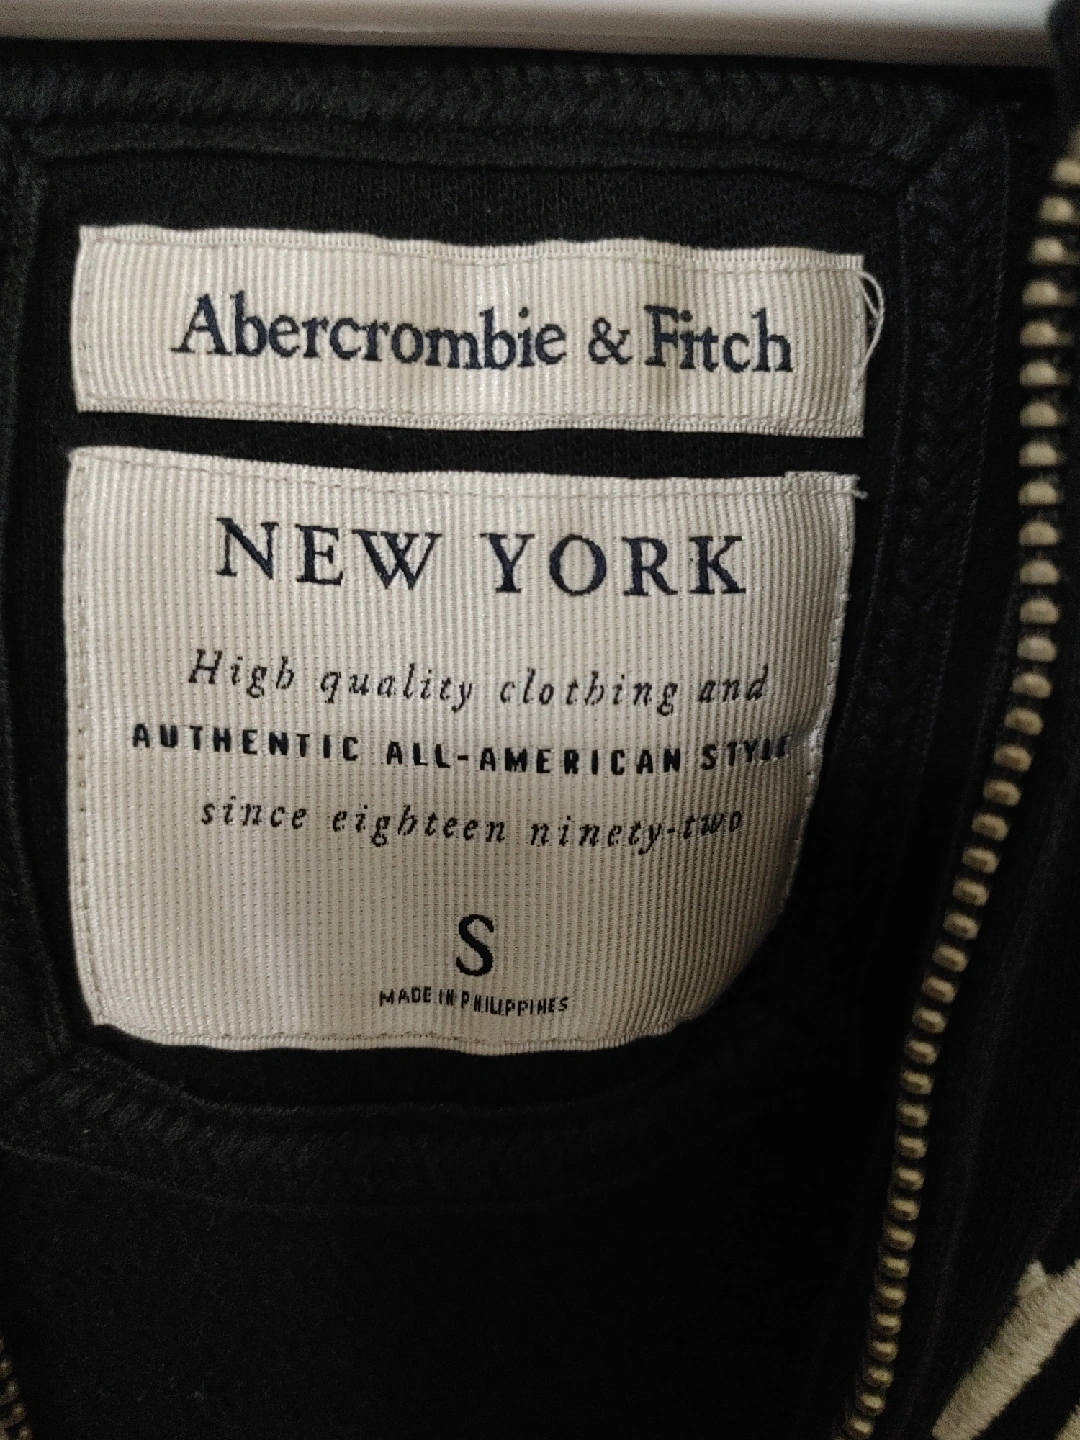 Abercrombie & Fitch
NEW YORK
High quality clothing and
AUTHENTIC ALL-AMERICAN STYLE
since eighteen ninety-two
S
MADE IN PHILIPPINES